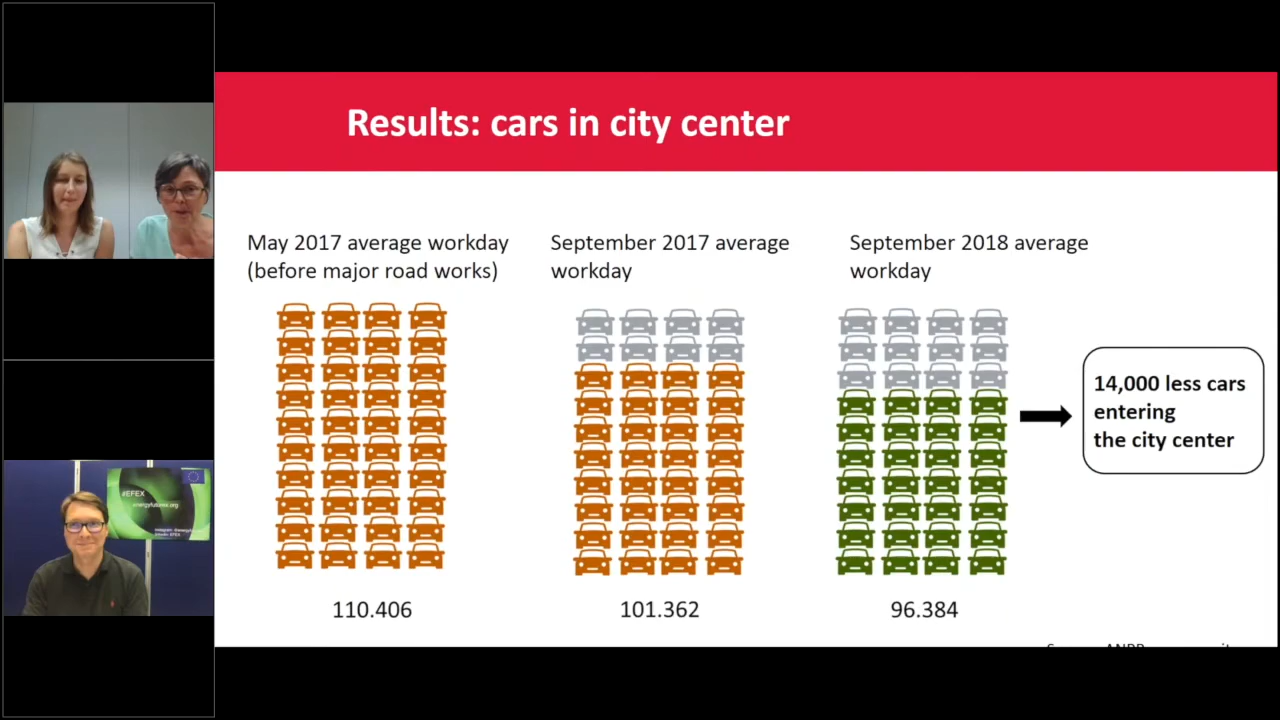 Results: cars in city center
May 2017 average workday
(before major road works)
September 2017 average
workday
September 2018 average
workday
14,000 less cars
entering
the city center
110.406
101.362
96.384
#EFEX